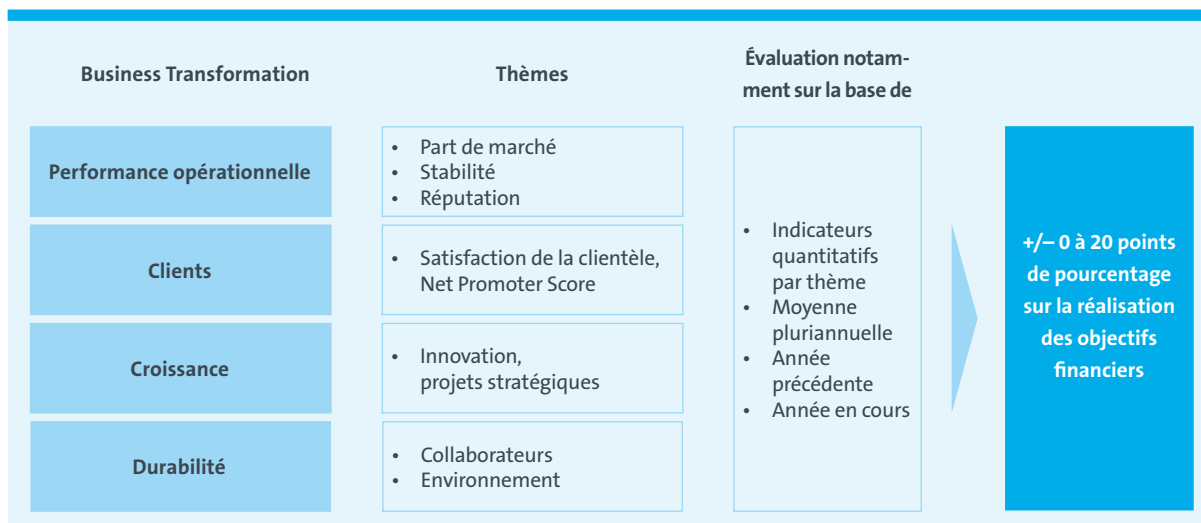 Business Transformation
Thèmes
Évaluation notam-
ment sur la base de
Performance opérationnelle
• Part de marché
• Stabilité
• Réputation
Clients
• Satisfaction de la clientèle,
Net Promoter Score
Croissance
• Innovation,
projets stratégiques
Durabilité
• Collaborateurs
• Environnement
• Indicateurs
quantitatifs
par thème
• Moyenne
pluriannuelle
• Année
précédente
• Année en cours
+/– 0 à 20 points
de pourcentage
sur la réalisation
des objectifs
financiers